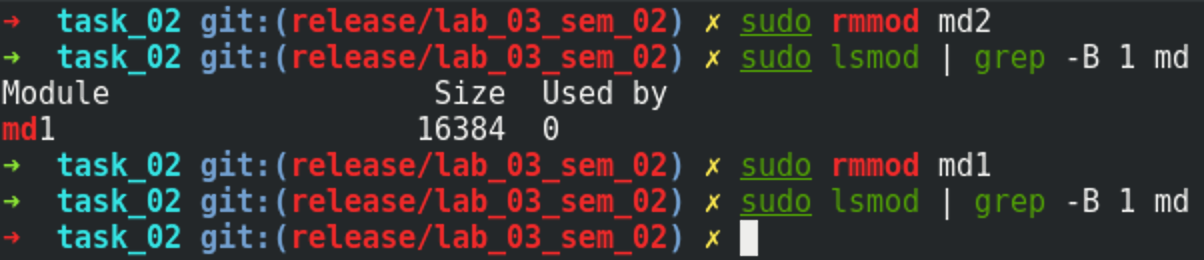 →  task_02 git:(release/lab_03_sem_02) ✗ sudo rmmod md2
→  task_02 git:(release/lab_03_sem_02) ✗ sudo lsmod | grep -B 1 md
Module                  Size  Used by
md1                    16384  0
→  task_02 git:(release/lab_03_sem_02) ✗ sudo rmmod md1
→  task_02 git:(release/lab_03_sem_02) ✗ sudo lsmod | grep -B 1 md
→  task_02 git:(release/lab_03_sem_02) ✗